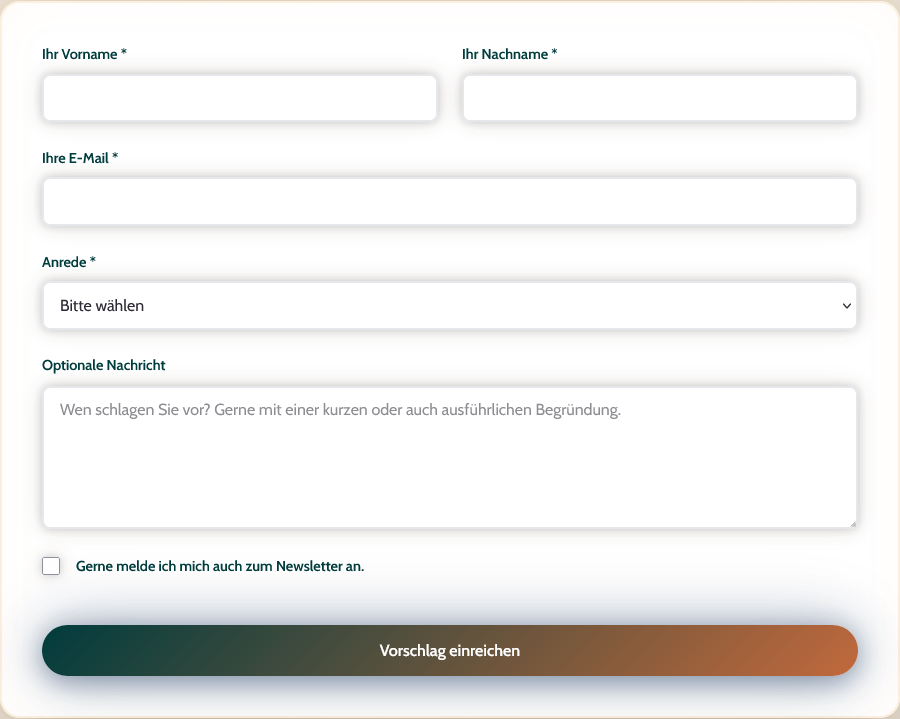 Ihr Vorname *
Ihr Nachname *
Ihre E-Mail *
Anrede *
Bitte wählen
Optionale Nachricht
Wen schlagen Sie vor? Gerne mit einer kurzen oder auch ausführlichen Begründung.
Gerne melde ich mich auch zum Newsletter an.
Vorschlag einreichen